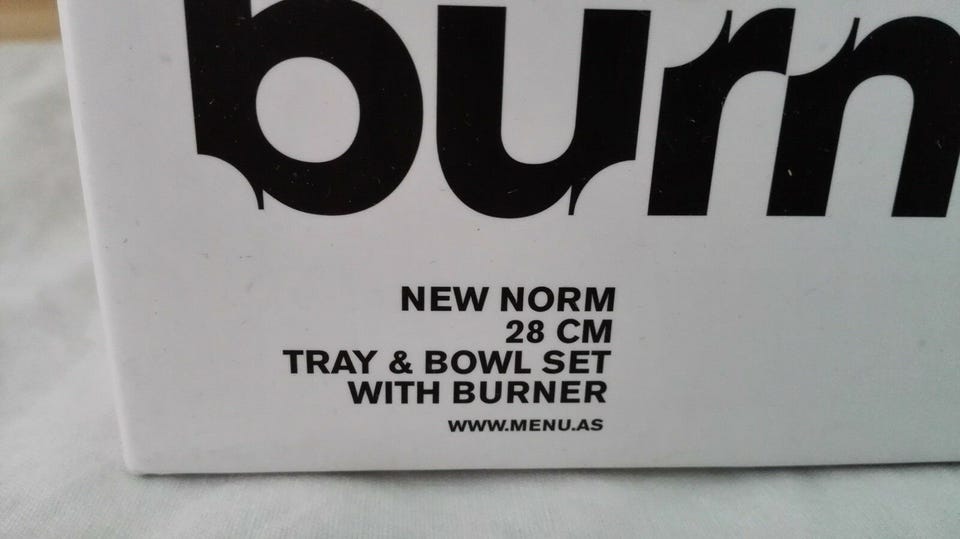 burn
NEW NORM
28 CM
TRAY & BOWL SET
WITH BURNER
WWW.MENU.AS